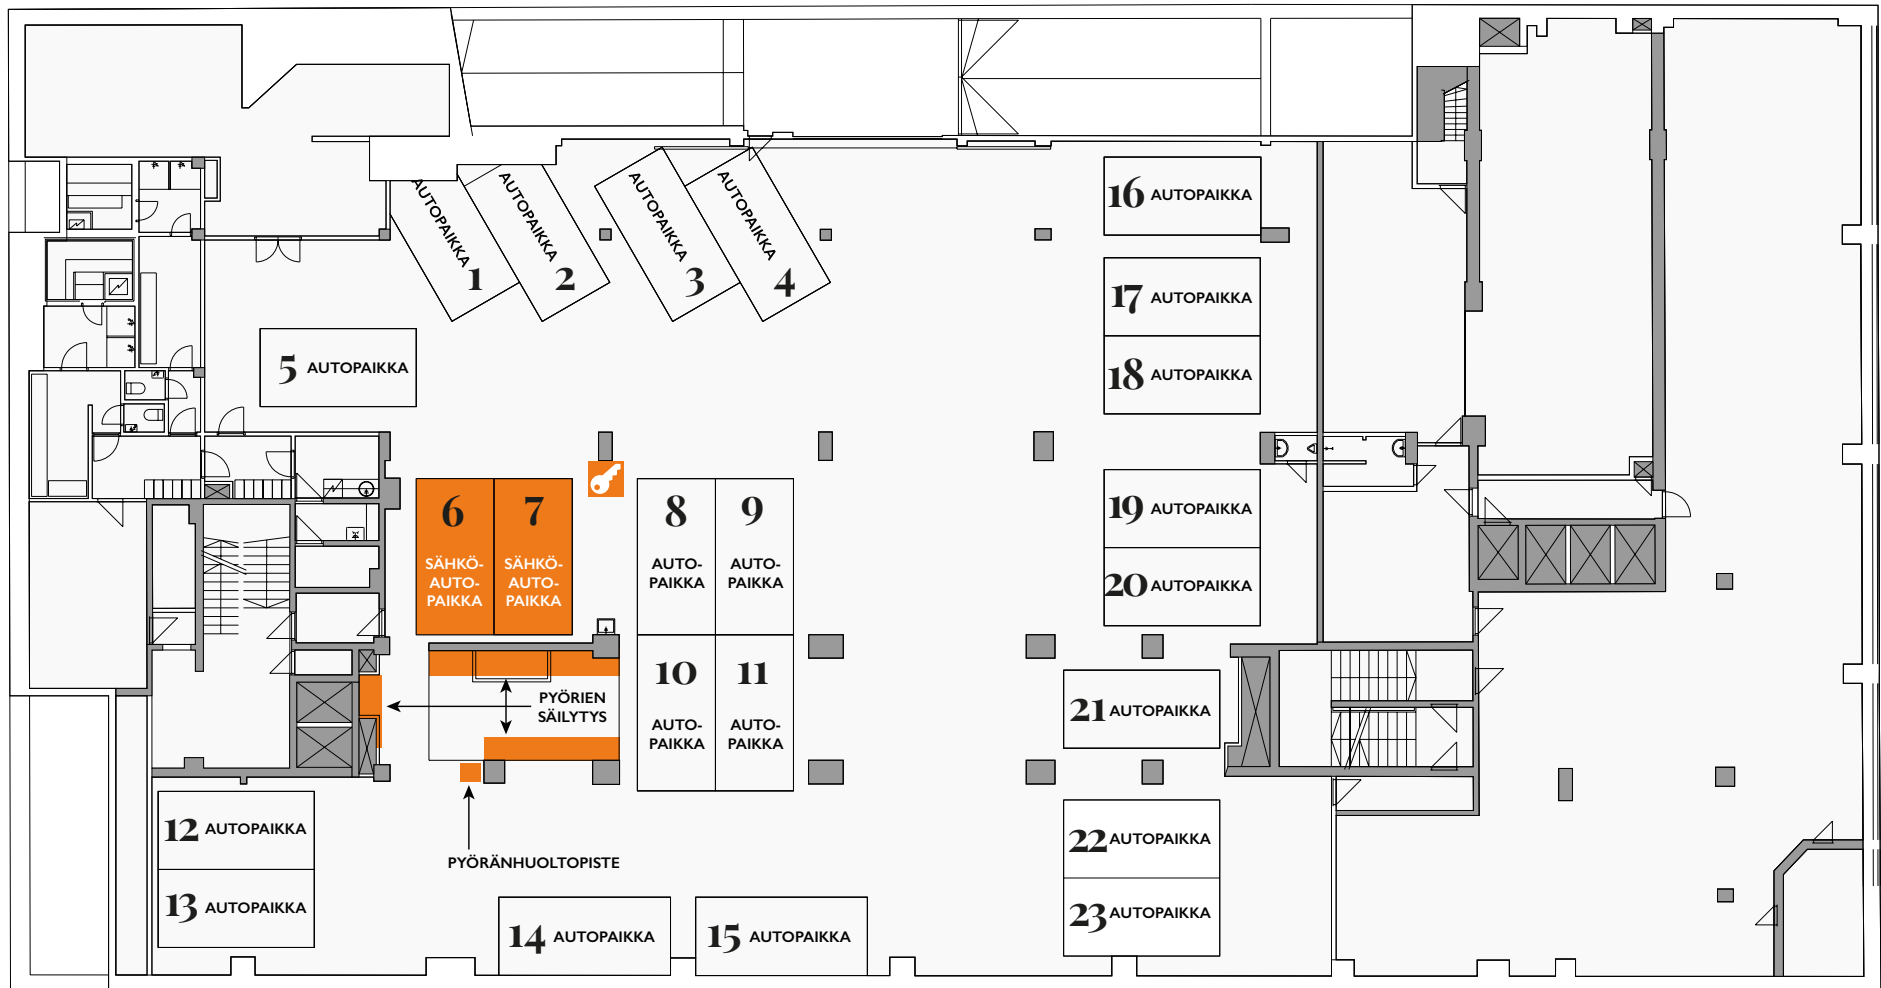 AUTOPAIKKA
1
AUTOPAIKKA
2
AUTOPAIKKA
3
AUTOPAIKKA
4
16 AUTOPAIKKA
17 AUTOPAIKKA
18 AUTOPAIKKA
5 AUTOPAIKKA
6
SÄHKÖ-
AUTO-
PAIKKA
7
SÄHKÖ-
AUTO-
PAIKKA
8
AUTO-
PAIKKA
9
AUTO-
PAIKKA
19 AUTOPAIKKA
20 AUTOPAIKKA
10
AUTO-
PAIKKA
11
AUTO-
PAIKKA
PYÖRIEN
SÄILYTYS
21 AUTOPAIKKA
12 AUTOPAIKKA
13 AUTOPAIKKA
PYÖRÄNHUOLTOPISTE
22 AUTOPAIKKA
23 AUTOPAIKKA
14 AUTOPAIKKA
15 AUTOPAIKKA